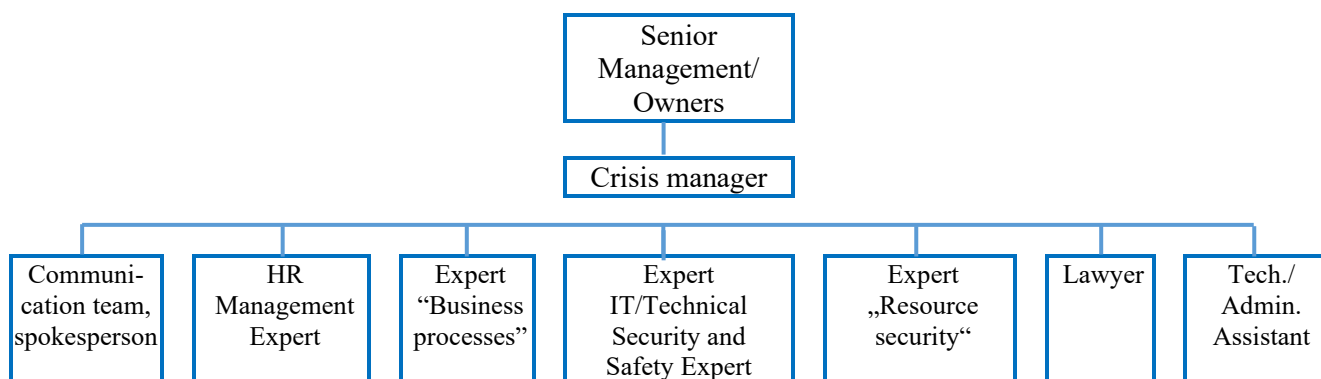 Senior
Management/
Owners
Crisis manager
Communi-
cation team,
spokesperson
HR
Management
Expert
Expert
“Business
processes”
Expert
IT/Technical
Security and
Safety Expert
Expert
„Resource
security“
Lawyer
Tech./
Admin.
Assistant